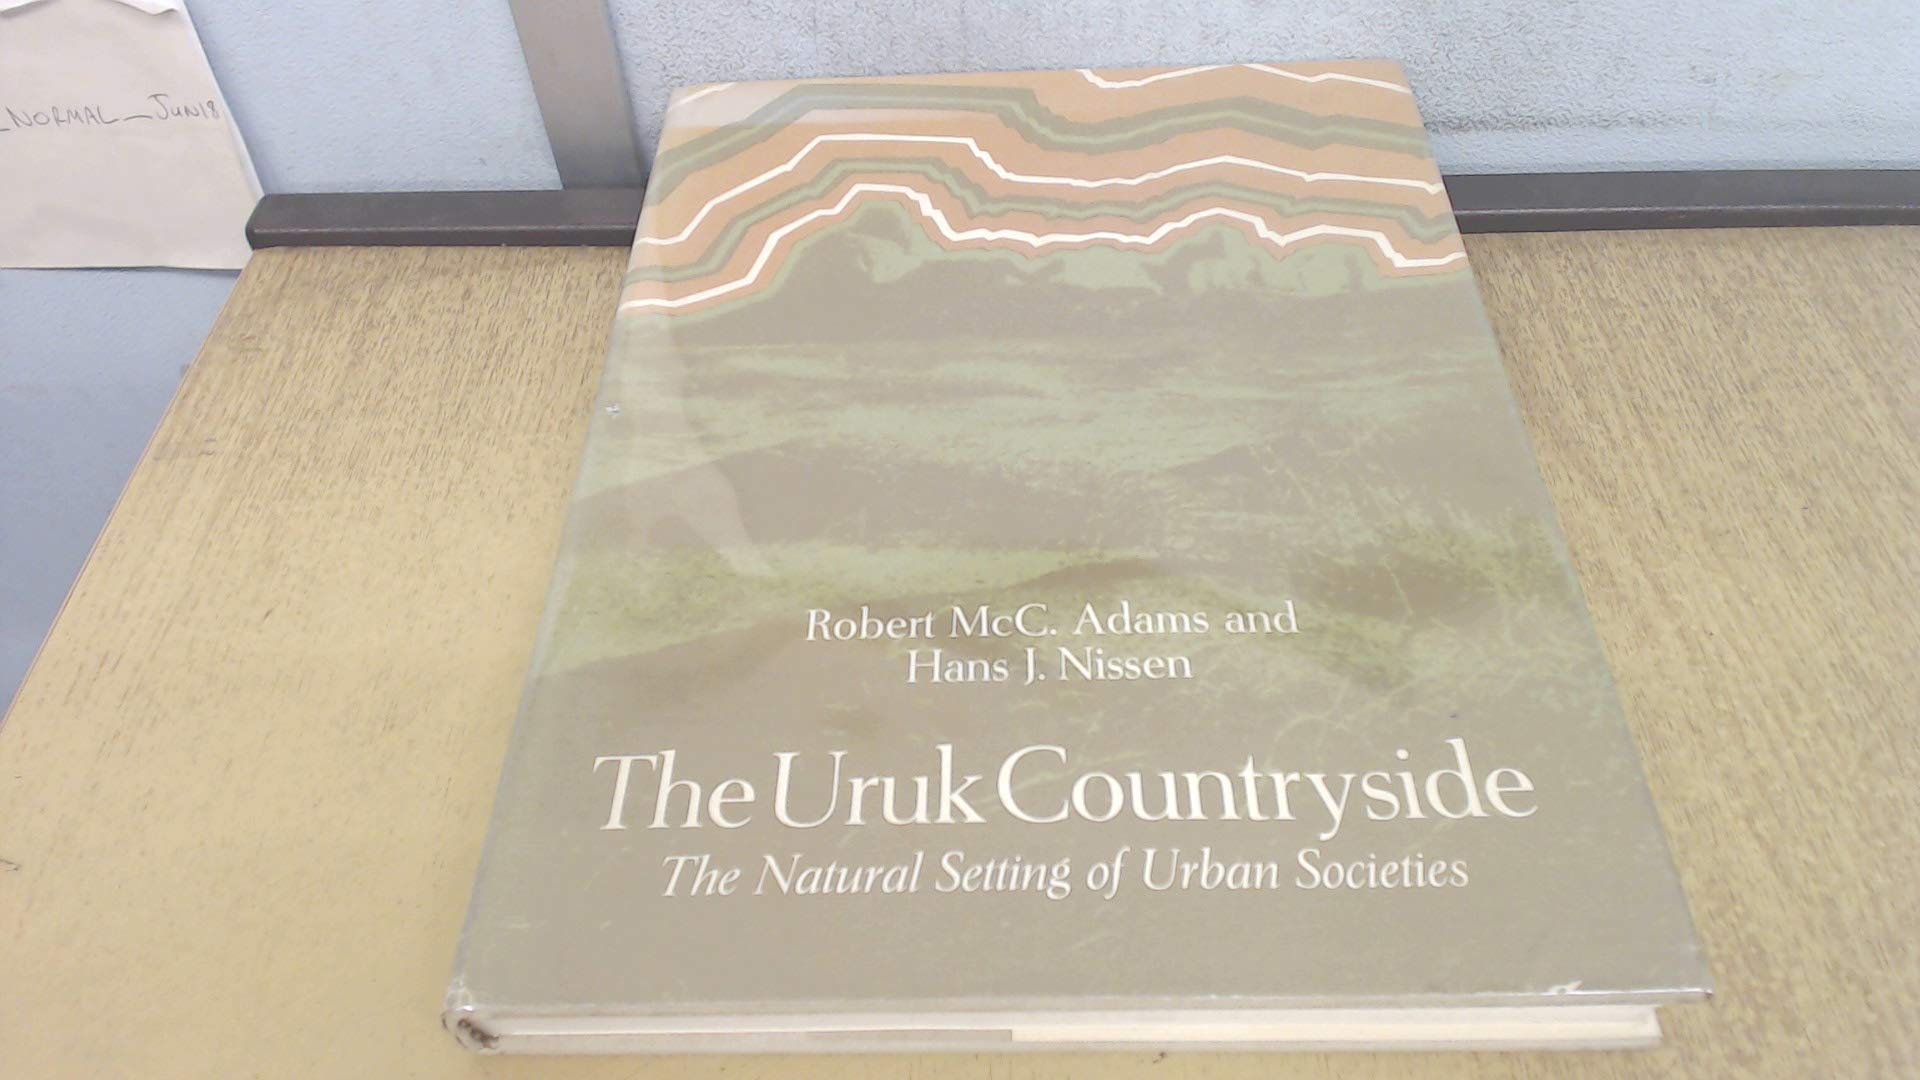 _NORMAL_JUN18
Robert McC. Adams and
Hans J. Nissen
The Uruk Countryside
The Natural Setting of Urban Societies